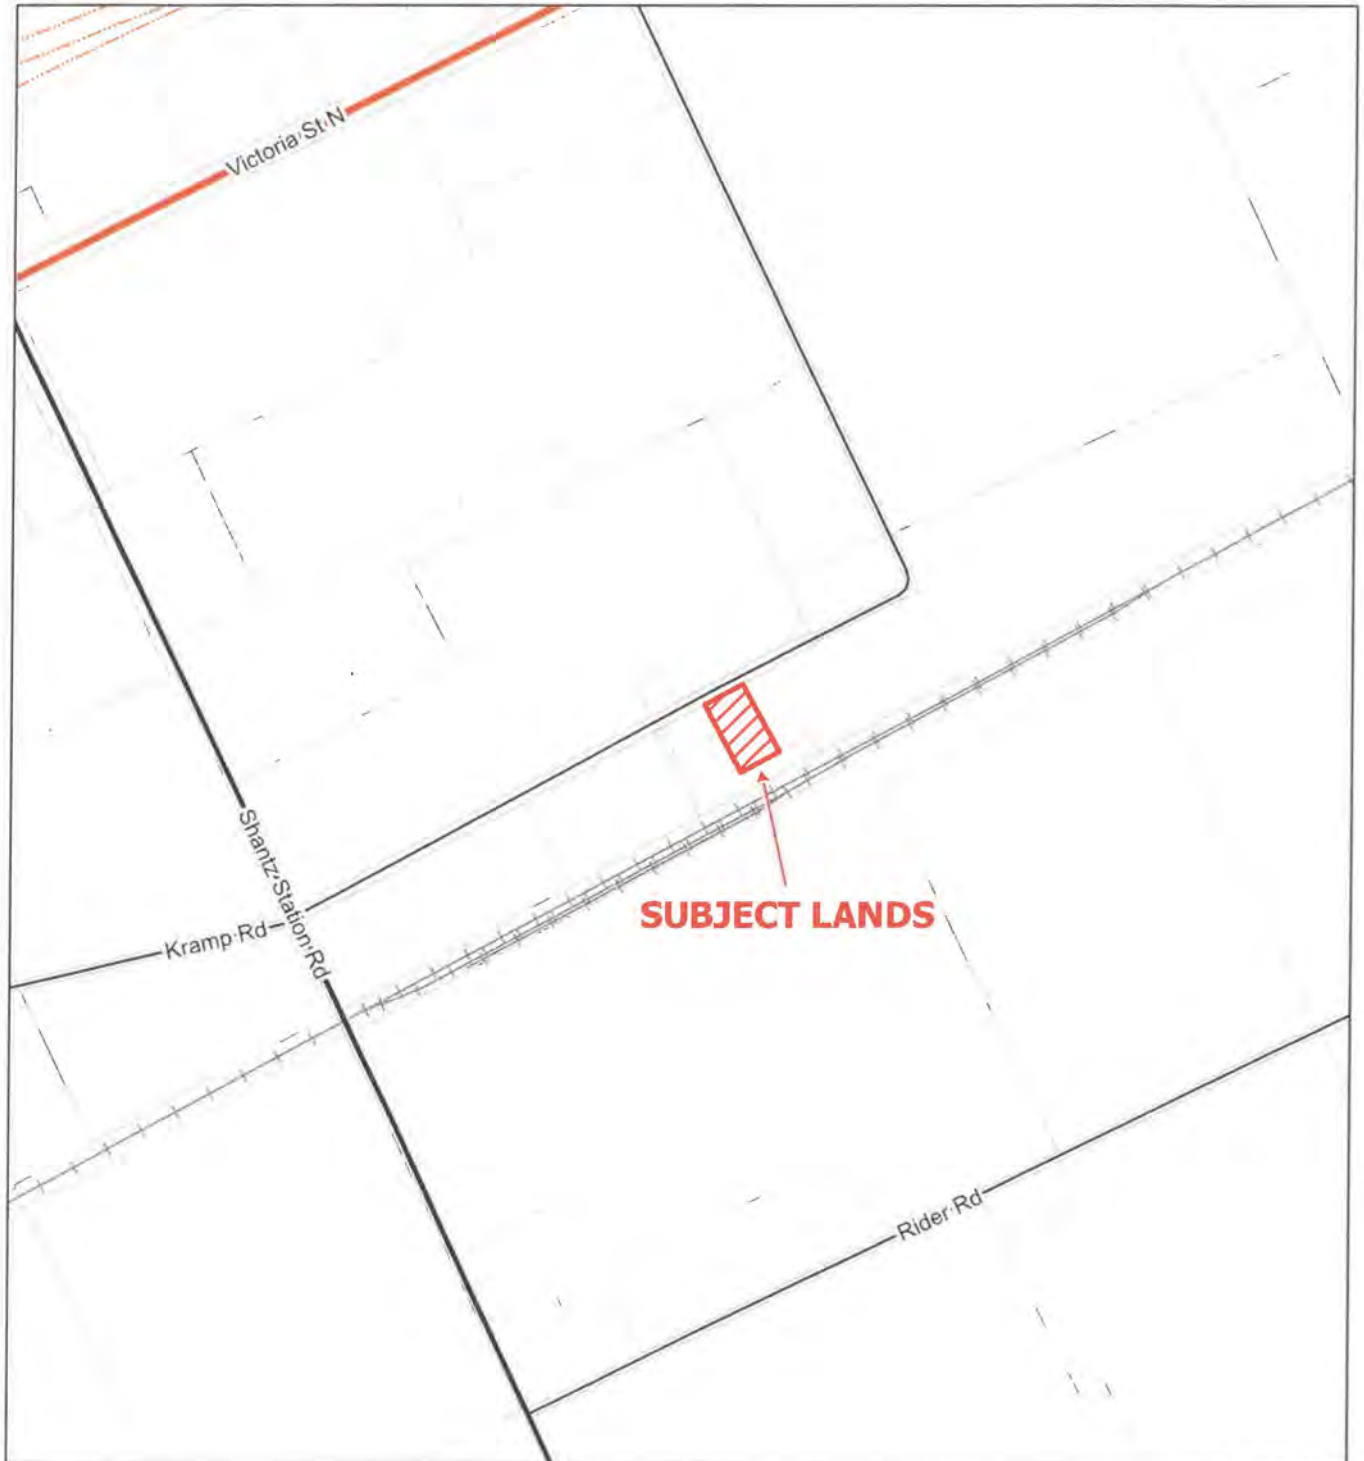 Victoria St N
Shantz Station Rd
Kramp Rd
SUBJECT LANDS
Rider Rd